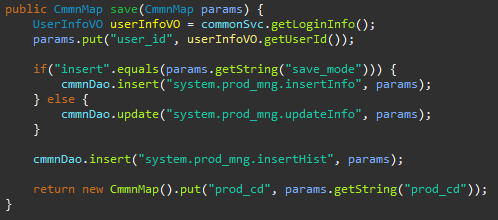 public CmmnMap save(CmmnMap params) {
    UserInfoVO userInfoVO = commonSvc.getLoginInfo();
    params.put("user_id", userInfoVO.getUserId());

    if("insert".equals(params.getString("save_mode"))) {
        cmmnDao.insert("system.prod_mng.insertInfo", params);
    } else {
        cmmnDao.update("system.prod_mng.updateInfo", params);
    }

    cmmnDao.insert("system.prod_mng.insertHist", params);

    return new CmmnMap().put("prod_cd", params.getString("prod_cd"));
}